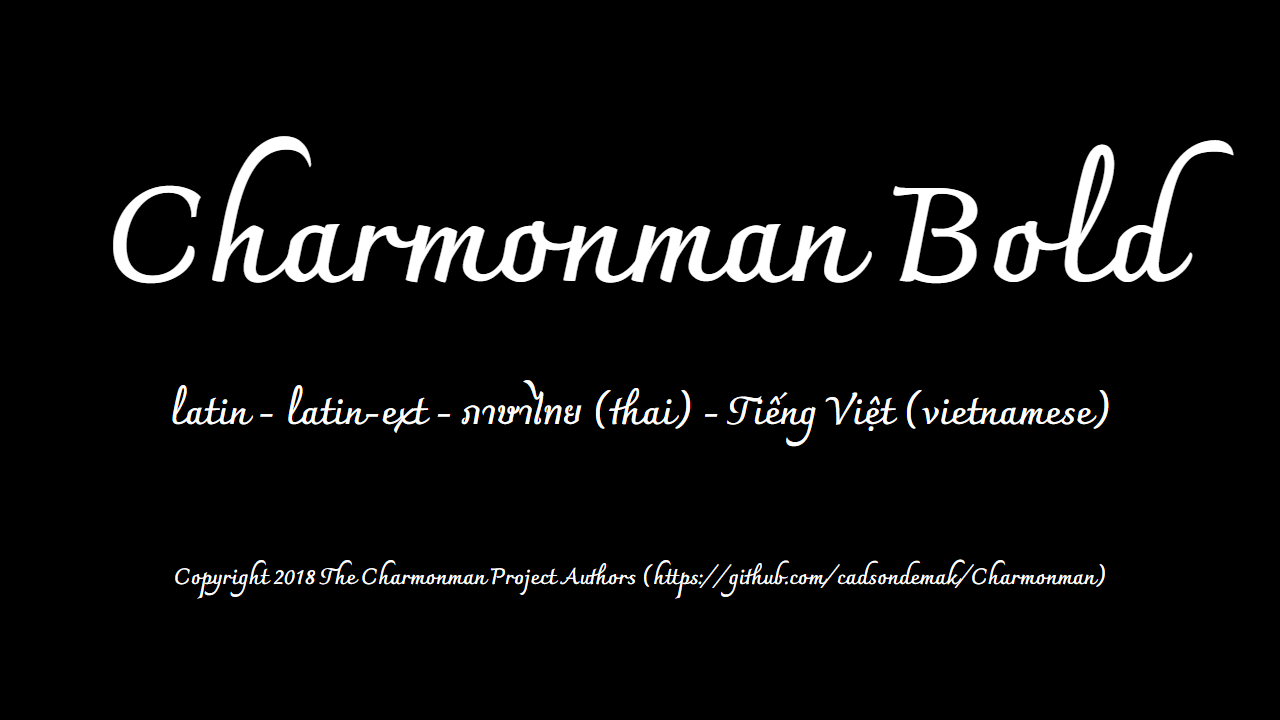 Charmonman Bold
latin - latin-ext - ภาษาไทย (thai) - Tiếng Việt (vietnamese)
Copyright 2018 The Charmonman Project Authors (https://github.com/cadsondemak/Charmonman)